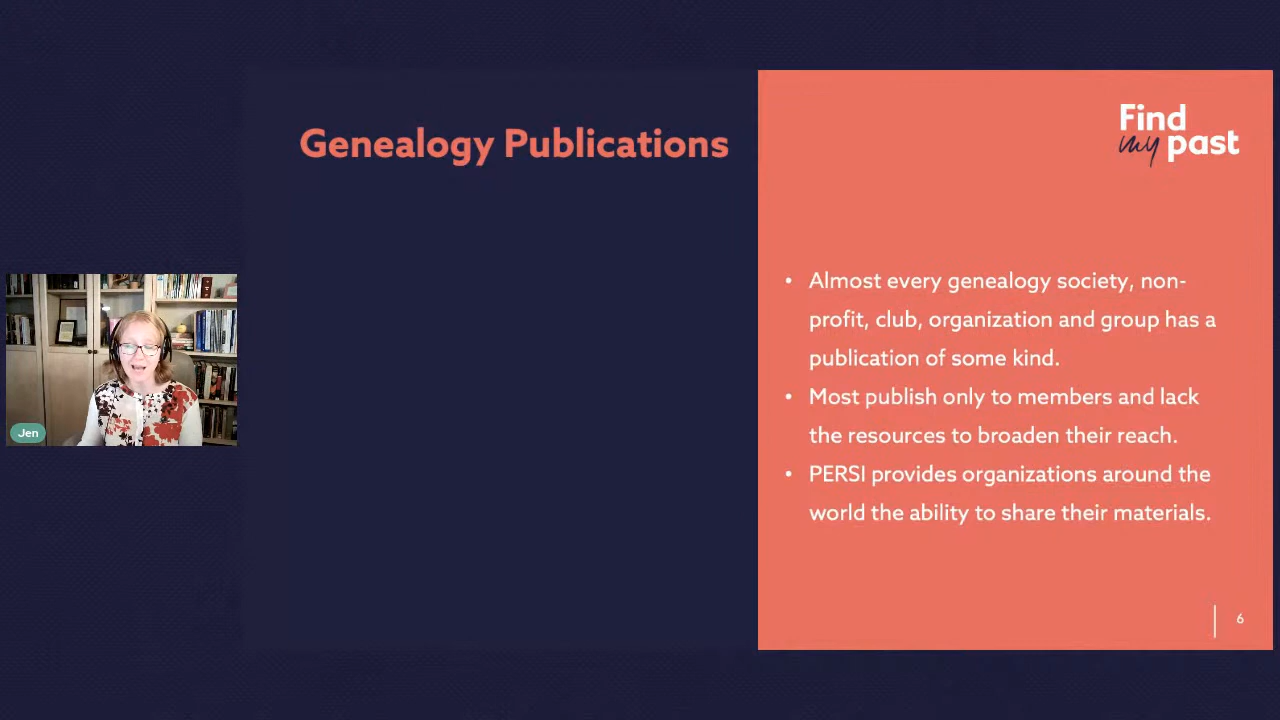 Genealogy Publications
Find
my past
• Almost every genealogy society, non-
profit, club, organization and group has a
publication of some kind.
• Most publish only to members and lack
the resources to broaden their reach.
• PERSI provides organizations around the
world the ability to share their materials.
6
Jen